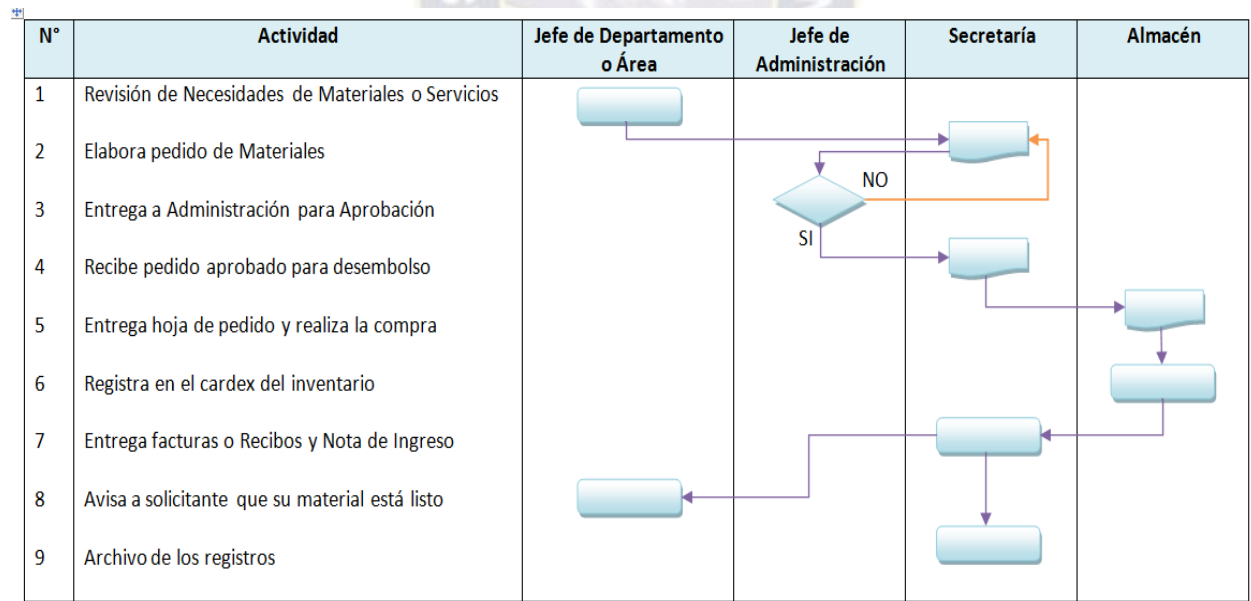 N° Actividad Jefe de Departamento o Área Jefe de Administración Secretaría Almacén
1 Revisión de Necesidades de Materiales o Servicios
2 Elabora pedido de Materiales
NO
3 Entrega a Administración para Aprobación
SI
4 Recibe pedido aprobado para desembolso
5 Entrega hoja de pedido y realiza la compra
6 Registra en el cardex del inventario
7 Entrega facturas o Recibos y Nota de Ingreso
8 Avisa a solicitante que su material está listo
9 Archivo de los registros